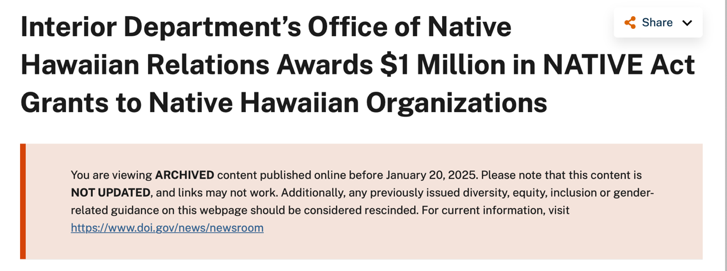 Interior Department’s Office of Native
Share
Hawaiian Relations Awards $1 Million in NATIVE Act
Grants to Native Hawaiian Organizations
You are viewing ARCHIVED content published online before January 20, 2025. Please note that this content is
NOT UPDATED, and links may not work. Additionally, any previously issued diversity, equity, inclusion or gender-
related guidance on this webpage should be considered rescinded. For current information, visit
https://www.doi.gov/news/newsroom